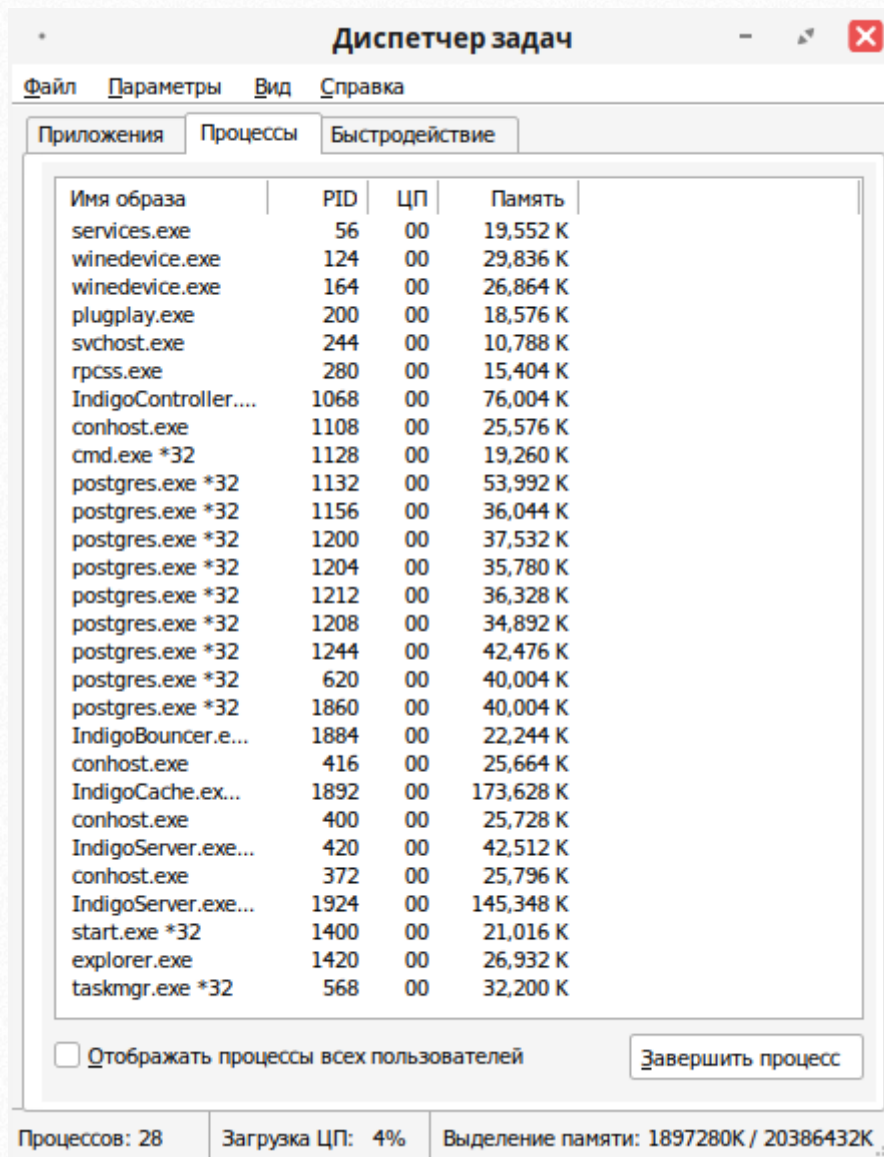 Диспетчер задач
Файл Параметры Вид Справка
Приложения Процессы Быстродействие
Имя образа PID ЦП Память
services.exe 56 00 19,552 K
winedevice.exe 124 00 29,836 K
winedevice.exe 164 00 26,864 K
plugplay.exe 200 00 18,576 K
svchost.exe 244 00 10,788 K
rpcss.exe 280 00 15,404 K
IndigoController.... 1068 00 76,004 K
conhost.exe 1108 00 25,576 K
cmd.exe *32 1128 00 19,260 K
postgres.exe *32 1132 00 53,992 K
postgres.exe *32 1156 00 36,044 K
postgres.exe *32 1200 00 37,532 K
postgres.exe *32 1204 00 35,780 K
postgres.exe *32 1212 00 36,328 K
postgres.exe *32 1208 00 34,892 K
postgres.exe *32 1244 00 42,476 K
postgres.exe *32 620 00 40,004 K
postgres.exe *32 1860 00 40,004 K
IndigoBouncer.e... 1884 00 22,244 K
conhost.exe 416 00 25,664 K
IndigoCache.ex... 1892 00 173,628 K
conhost.exe 400 00 25,728 K
IndigoServer.exe... 420 00 42,512 K
conhost.exe 372 00 25,796 K
IndigoServer.exe... 1924 00 145,348 K
start.exe *32 1400 00 21,016 K
explorer.exe 1420 00 26,932 K
taskmgr.exe *32 568 00 32,200 K
Отображать процессы всех пользователей Завершить процесс
Процессов: 28 Загрузка ЦП: 4% Выделение памяти: 1897280K / 20386432K